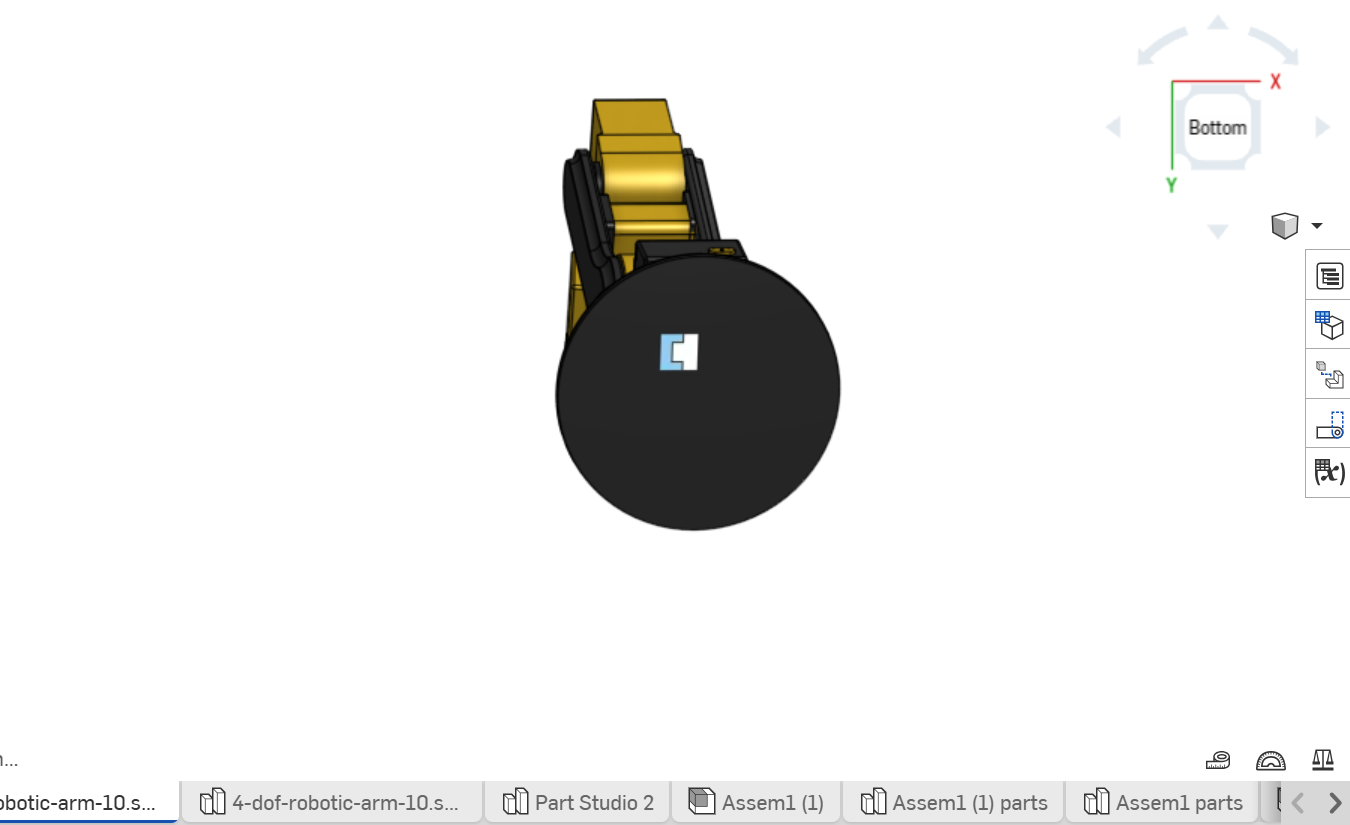 X
Bottom
Y
(x)
n...
obotic-arm-10.s...
4-dof-robotic-arm-10.s...
Part Studio 2
Assem1 (1)
Assem1 (1) parts
Assem1 parts